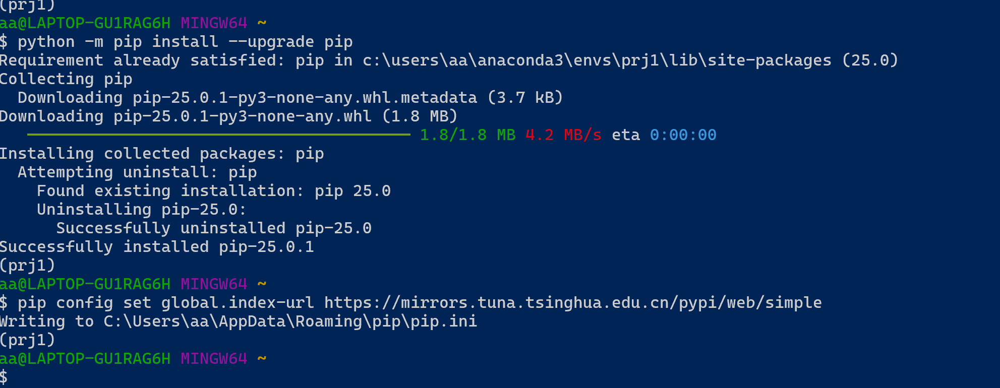 (prj1)
aa@LAPTOP-GU1RAG6H MINGW64 ~
$ python -m pip install --upgrade pip
Requirement already satisfied: pip in c:\users\aa\anaconda3\envs\prj1\lib\site-packages (25.0)
Collecting pip
  Downloading pip-25.0.1-py3-none-any.whl.metadata (3.7 kB)
Downloading pip-25.0.1-py3-none-any.whl (1.8 MB)
1.8/1.8 MB 4.2 MB/s eta 0:00:00
Installing collected packages: pip
  Attempting uninstall: pip
    Found existing installation: pip 25.0
    Uninstalling pip-25.0:
      Successfully uninstalled pip-25.0
Successfully installed pip-25.0.1
(prj1)
aa@LAPTOP-GU1RAG6H MINGW64 ~
$ pip config set global.index-url https://mirrors.tuna.tsinghua.edu.cn/pypi/web/simple
Writing to C:\Users\aa\AppData\Roaming\pip\pip.ini
(prj1)
aa@LAPTOP-GU1RAG6H MINGW64 ~
$